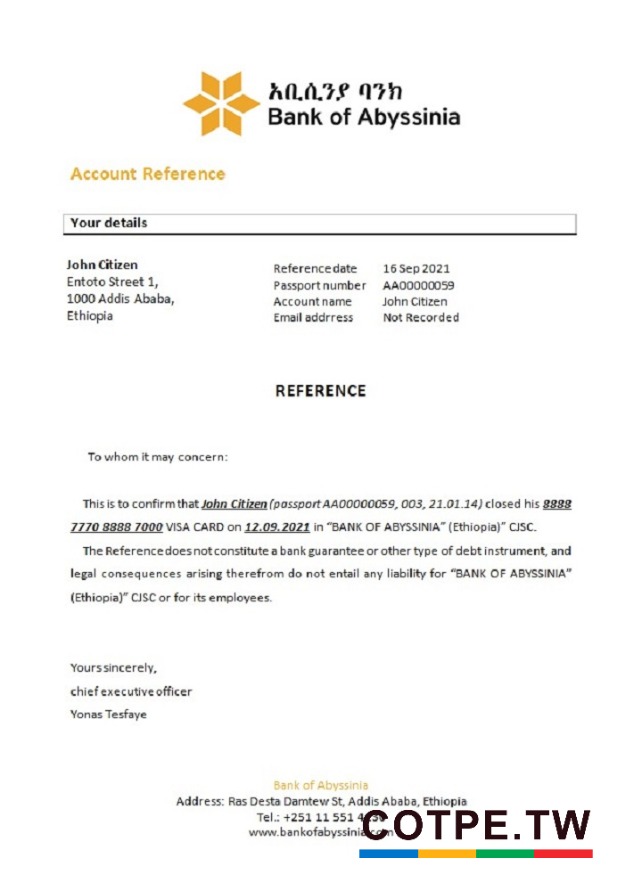 አቢሲንያ ባንክ
Bank of Abyssinia
Account Reference
Your details
John Citizen
Entoto Street 1,
1000 Addis Ababa,
Ethiopia
Reference date 16 Sep 2021
Passport number AA00000059
Account name John Citizen
Email addrress Not Recorded
REFERENCE
To whom it may concern:
This is to confirm that John Citizen (passport AA00000059, 003, 21.01.14) closed his 8888
7770 8888 7000 VISA CARD on 12.09.2021 in “BANK OF ABYSSINIA” (Ethiopia)” CJSC.
The Reference does not constitute a bank guarantee or other type of debt instrument, and
legal consequences arising therefrom do not entail any liability for “BANK OF ABYSSINIA”
(Ethiopia)” CJSC or for its employees.
Yours sincerely,
chief executive officer
Yonas Tesfaye
Bank of Abyssinia
Address: Ras Desta Damtew St, Addis Ababa, Ethiopia
Tel.: +251 11 551
www.bankofabyssinia.com
COTPE.TW